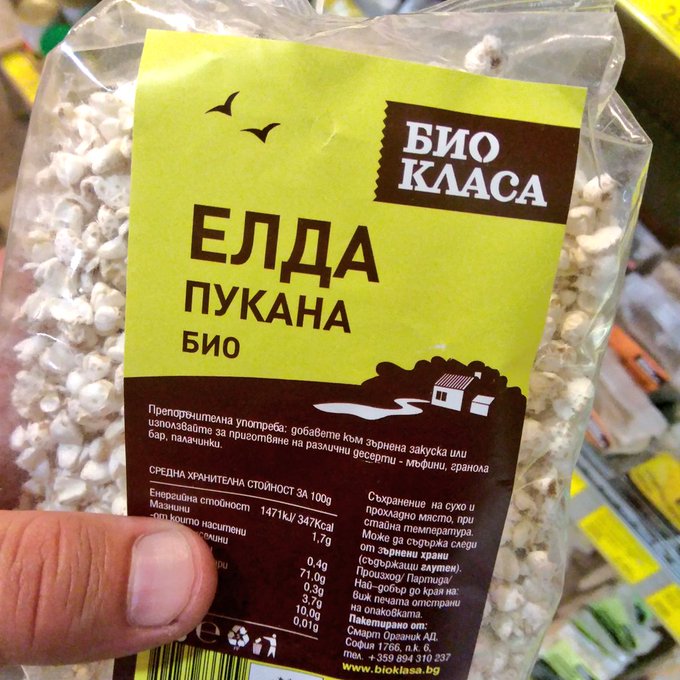 БИО
КЛАСА
ЕЛДА
ПУКАНА
БИО
Препоръчителна употреба: добавете към зърнена закуска или
използвайте за приготвяне на различни десерти - мъфини, гранола
бар, палачинки.
СРЕДНА ХРАНИТЕЛНА СТОЙНОСТ ЗА 100g
Енергийна стойност 1471kJ/ 347Kcal
Мазнини 1,7g
-от които наситени
0,4g
71,0g
0,3g
3,7g
10,0g
0,01g
Съхранение на сухо и
прохладно място, при
стайна температура.
Може да съдържа следи
от зърнени храни
(съдържащи глутен).
Произход/ Партида/
Най-добър до края на:
виж печата отстрани
на опаковката.
Пакетирано от:
Смарт Органик АД,
София 1766, п.к. 6,
тел. +359 894 310 237
www.bioklasa.bg